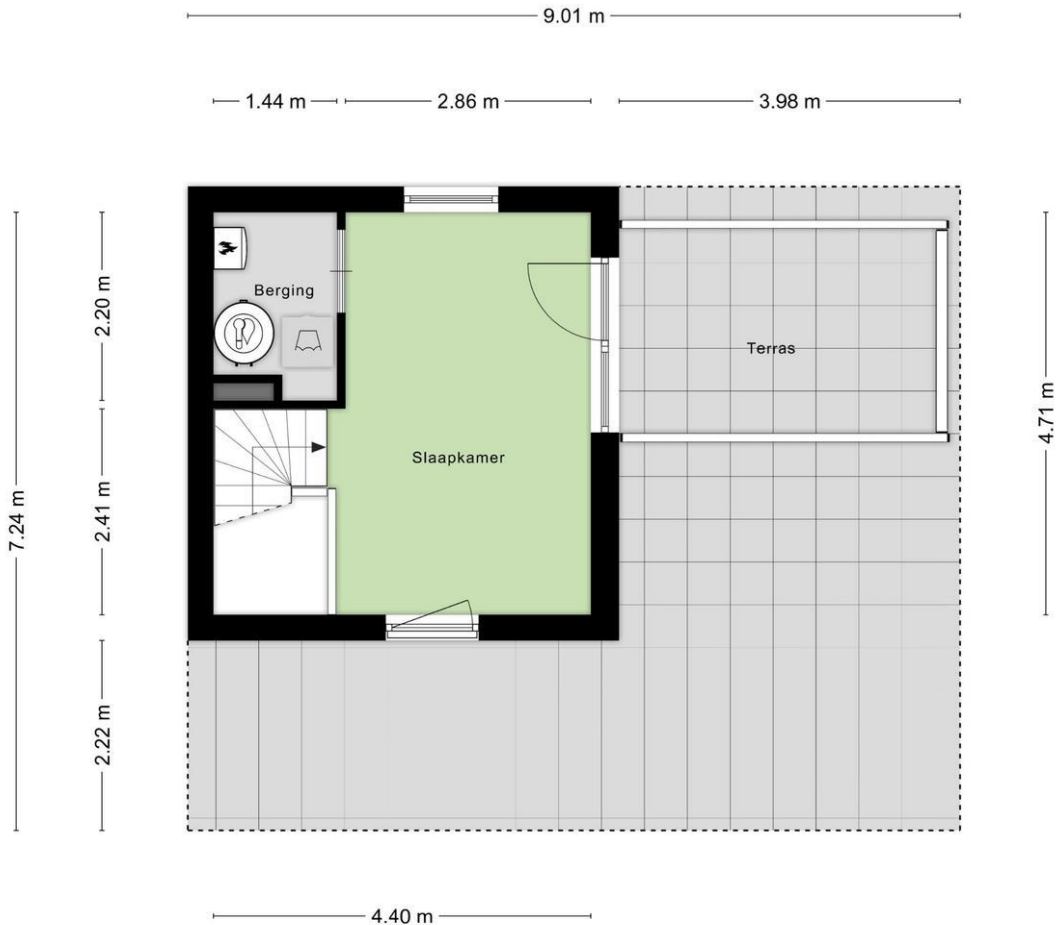 9.01 m
1.44 m
2.86 m
3.98 m
Berging
2.20 m
Terras
4.71 m
Slaapkamer
2.41 m
7.24 m
2.22 m
4.40 m